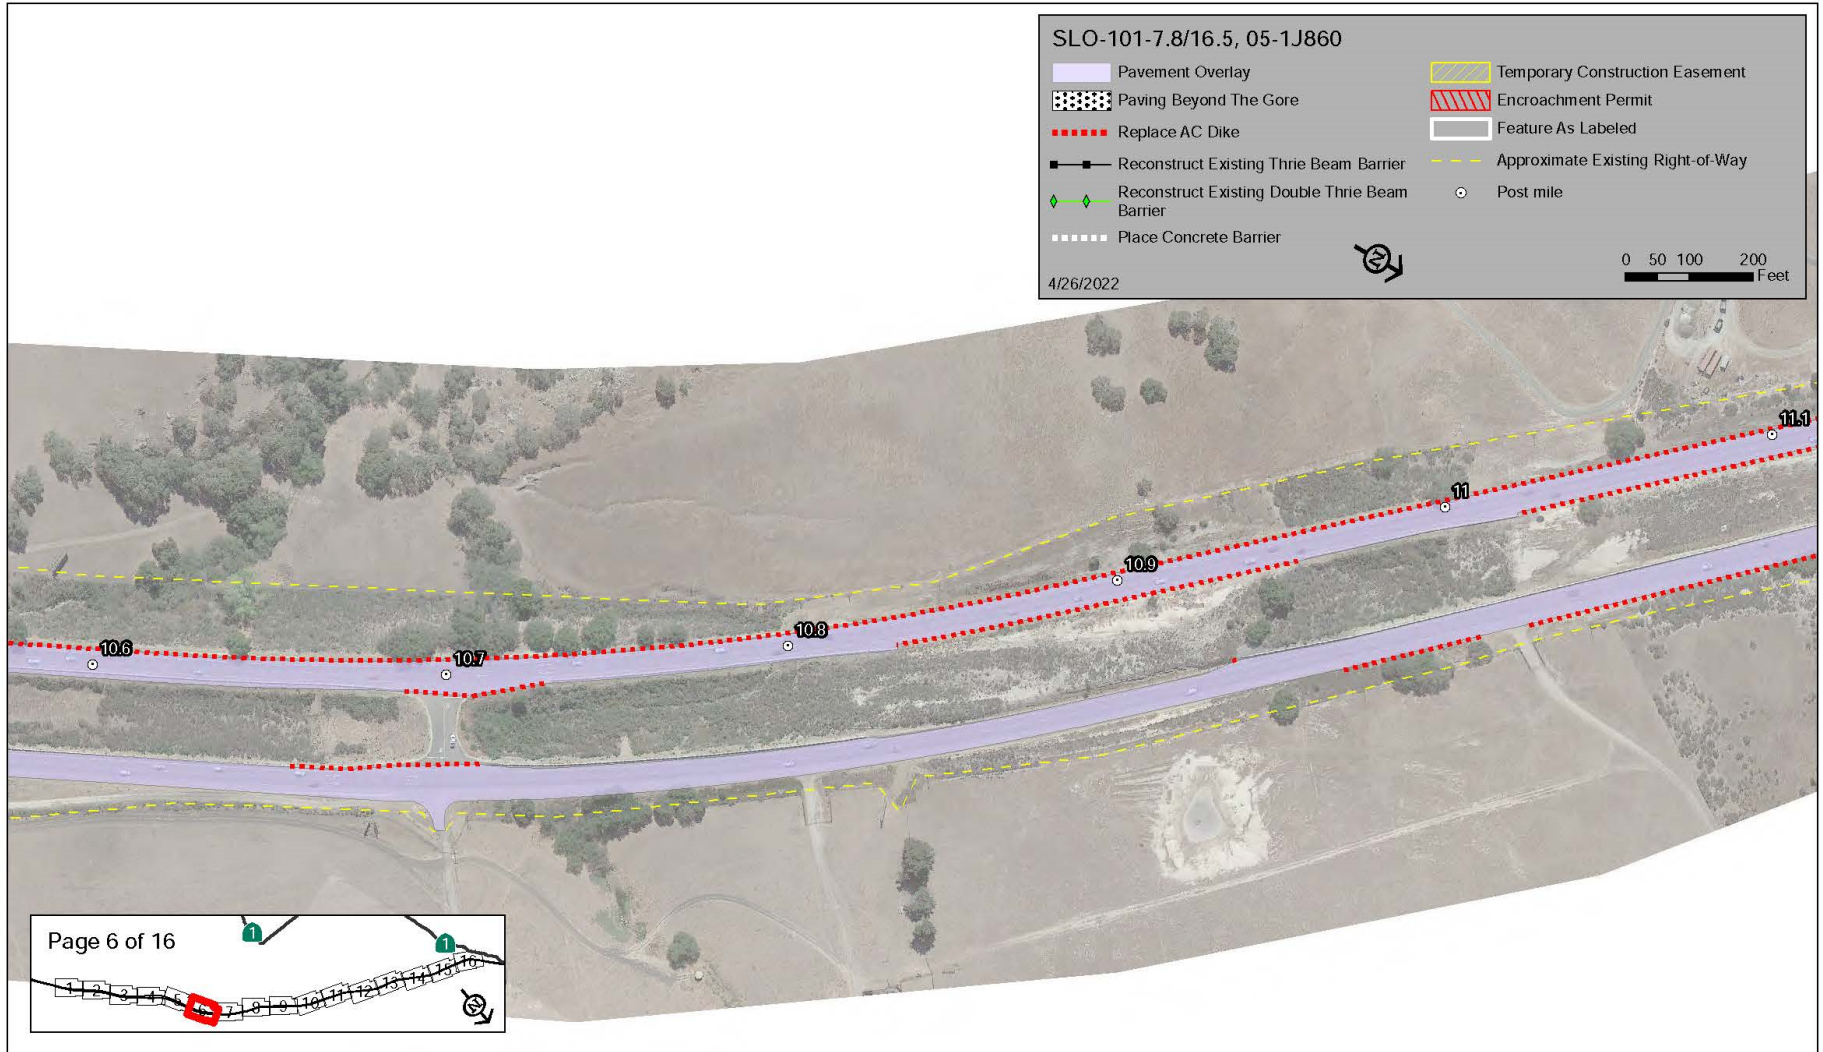 SLO-101-7.8/16.5, 05-1J860
Pavement Overlay
Paving Beyond The Gore
Replace AC Dike
Reconstruct Existing Thrie Beam Barrier
Reconstruct Existing Double Thrie Beam
Barrier
Place Concrete Barrier
4/26/2022
Temporary Construction Easement
Encroachment Permit
Feature As Labeled
Approximate Existing Right-of-Way
Post mile
N
0 50 100 200
Feet
11.1
11
10.9
10.8
10.7
10.6
Page 6 of 16
1
1
1 2 3 4 5 6 7 8 9 10 11 12 13 14 15 16
N